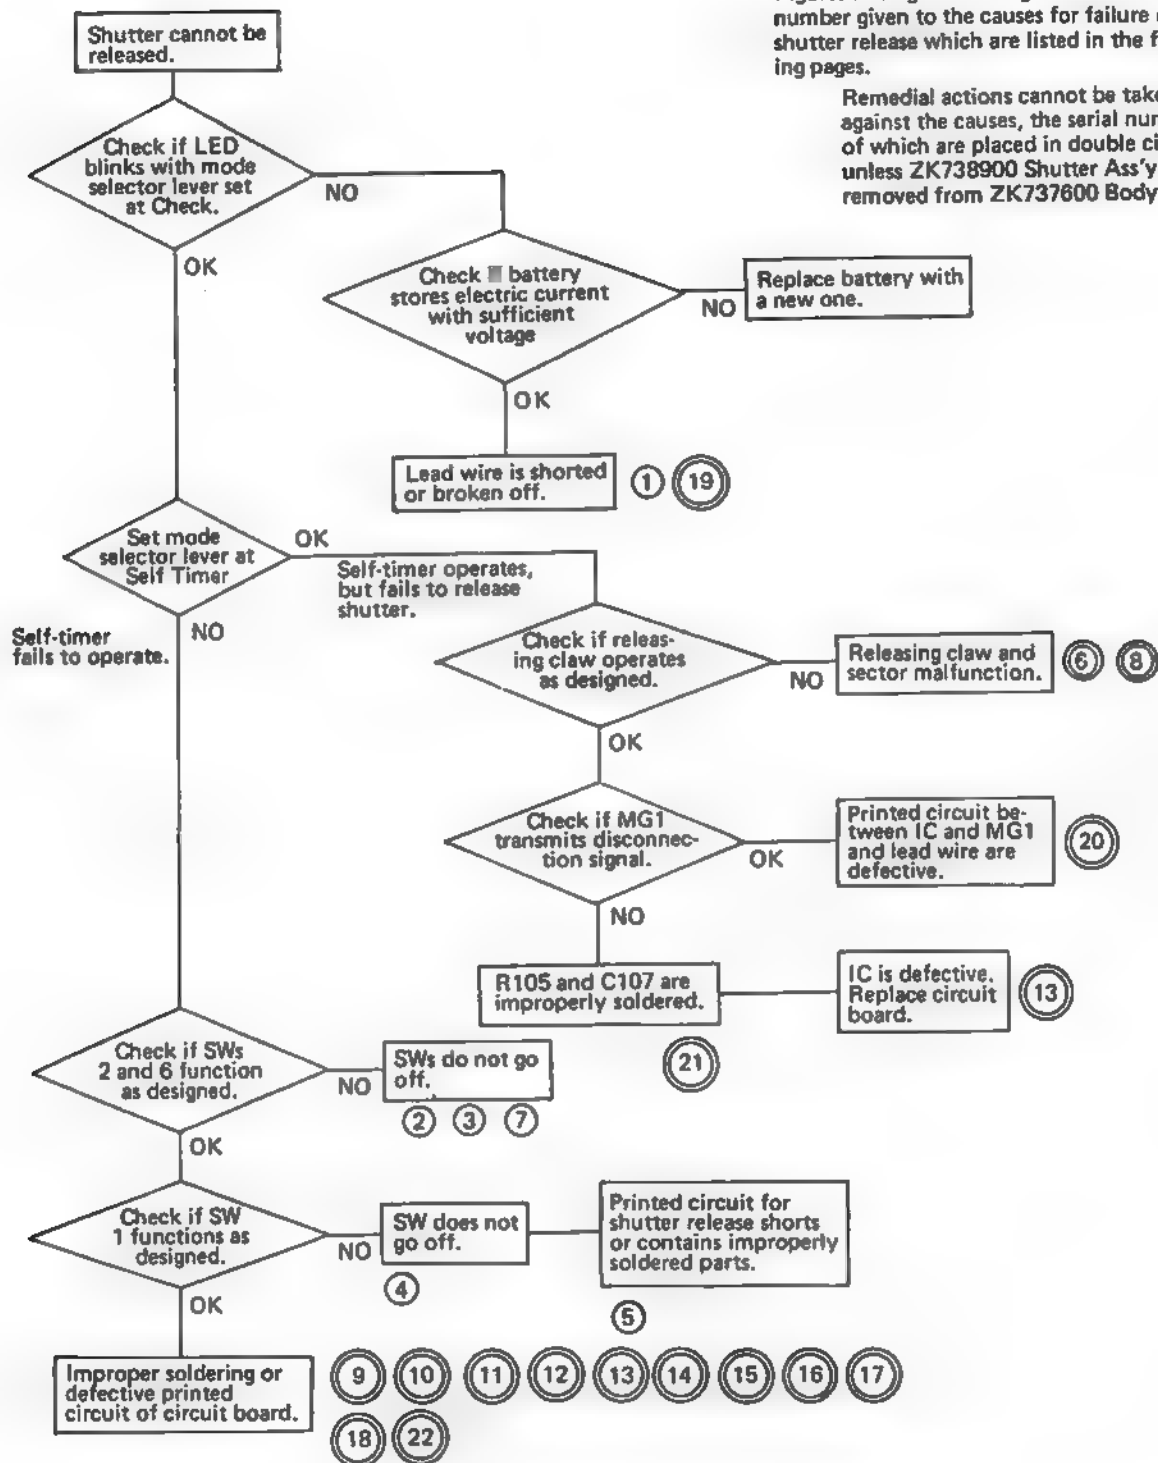 number given to the causes for failure
shutter release which are listed in the
ing pages.
Remedial actions cannot be
against the causes, the serial
of which are placed in double
unless ZK738900 Shutter Ass'y
removed from ZK737600 Body
Shutter cannot be
released.
Check if LED
blinks with mode
selector lever set
at Check.
NO
OK
Check battery
stores electric current
with sufficient
voltage
NO
Replace battery with
a new one.
OK
Lead wire is shorted
or broken off.
1 19
Set mode
selector lever at
Self Timer
OK
Self-timer operates,
but fails to release
shutter.
NO
Self-timer
fails to operate.
Check if releas-
ing claw operates
as designed.
NO
Releasing claw and
sector malfunction.
6 8
OK
Check if MG1
transmits disconnec-
tion signal.
OK
Printed circuit be-
tween IC and MG1
and lead wire are
defective.
20
NO
R105 and C107 are
improperly soldered.
21
IC is defective.
Replace circuit
board.
13
Check if SWs
2 and 6 function
as designed.
NO
SWs do not go
off.
2 3 7
OK
Check if SW
1 functions as
designed.
NO
SW does not
go off.
4
Printed circuit for
shutter release shorts
or contains improperly
soldered parts.
5
OK
Improper soldering or
defective printed
circuit of circuit board.
9 10 11 12 13 14 15 16 17
18 22